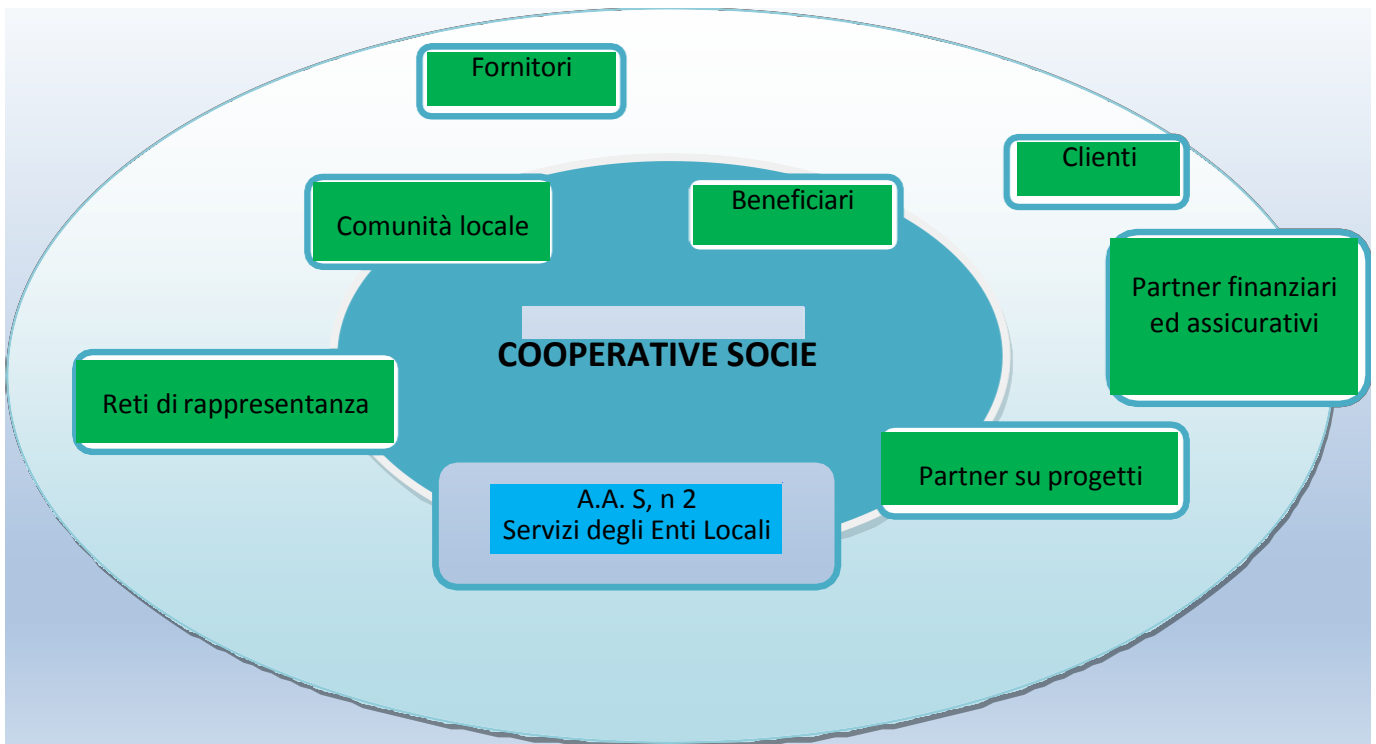 Fornitori
Clienti
Comunità locale
Beneficiari
Partner finanziari
ed assicurativi
COOPERATIVE SOCIE
Reti di rappresentanza
Partner su progetti
A.A. S, n 2
Servizi degli Enti Locali